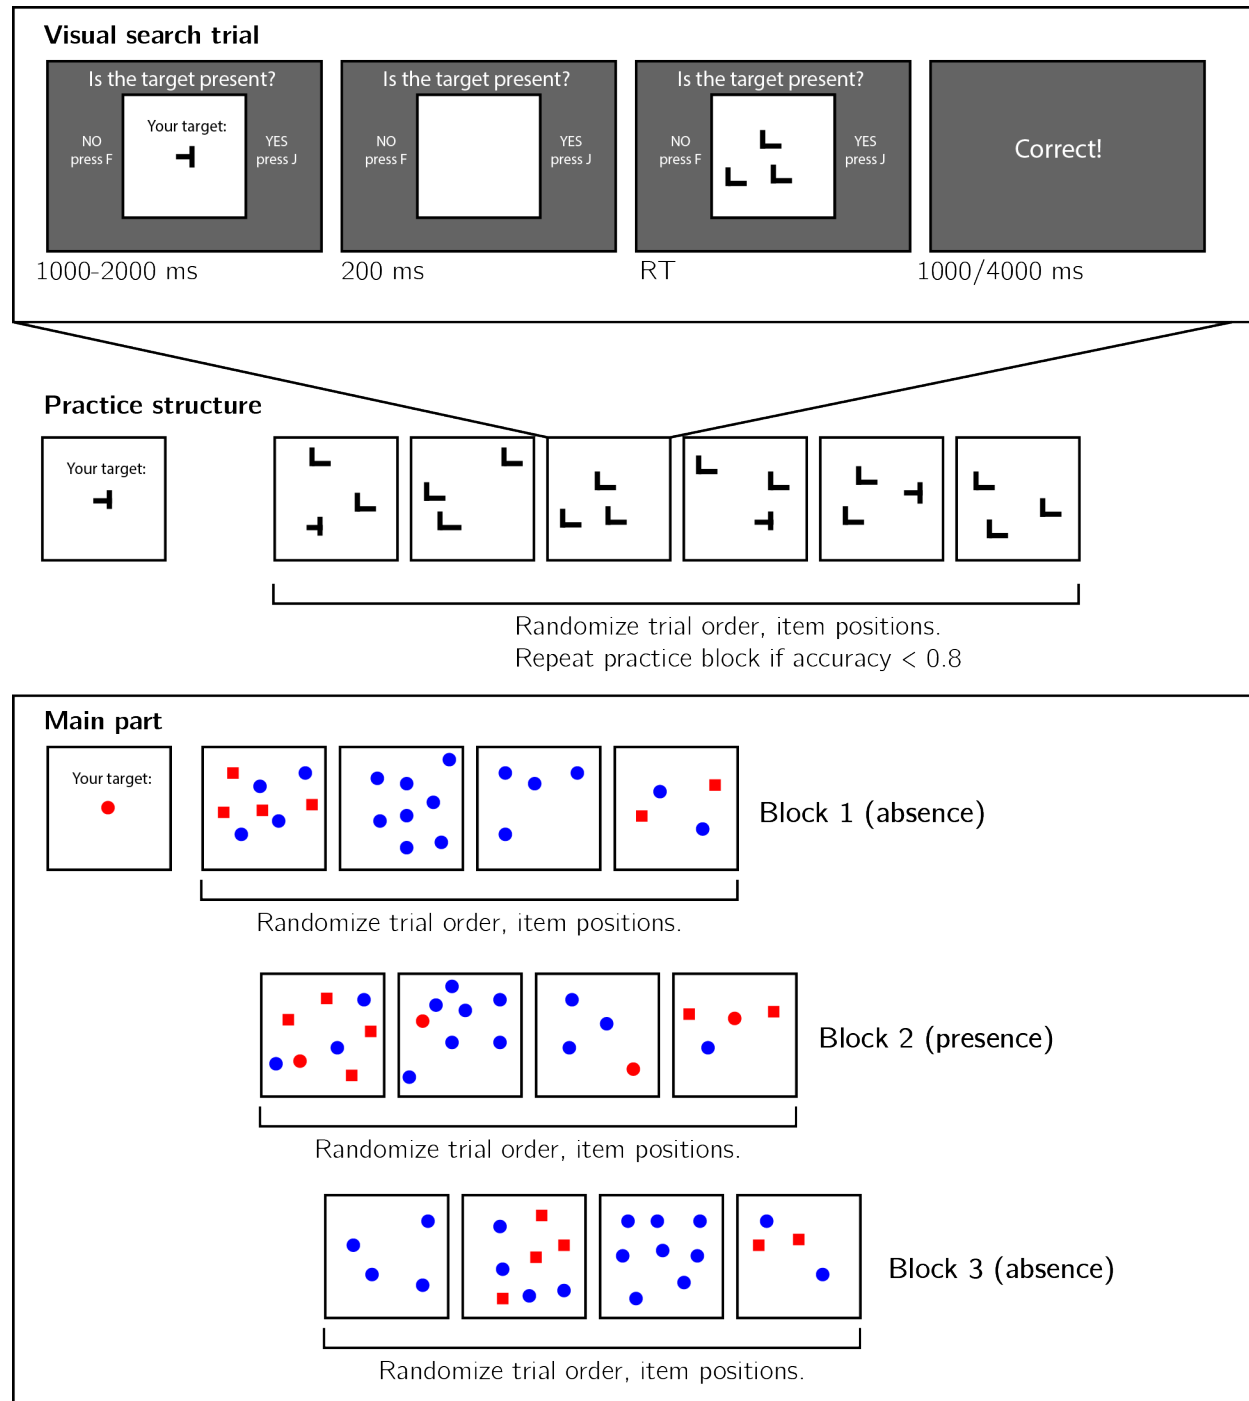 Visual search trial
Is the target present?
Your target:
NO
press F
YES
press J
1000-2000 ms
Is the target present?
NO
press F
YES
press J
200 ms
Is the target present?
NO
press F
YES
press J
RT
Correct!
1000/4000 ms
Practice structure
Your target:
Randomize trial order, item positions.
Repeat practice block if accuracy < 0.8
Main part
Your target:
Block 1 (absence)
Randomize trial order, item positions.
Block 2 (presence)
Randomize trial order, item positions.
Block 3 (absence)
Randomize trial order, item positions.